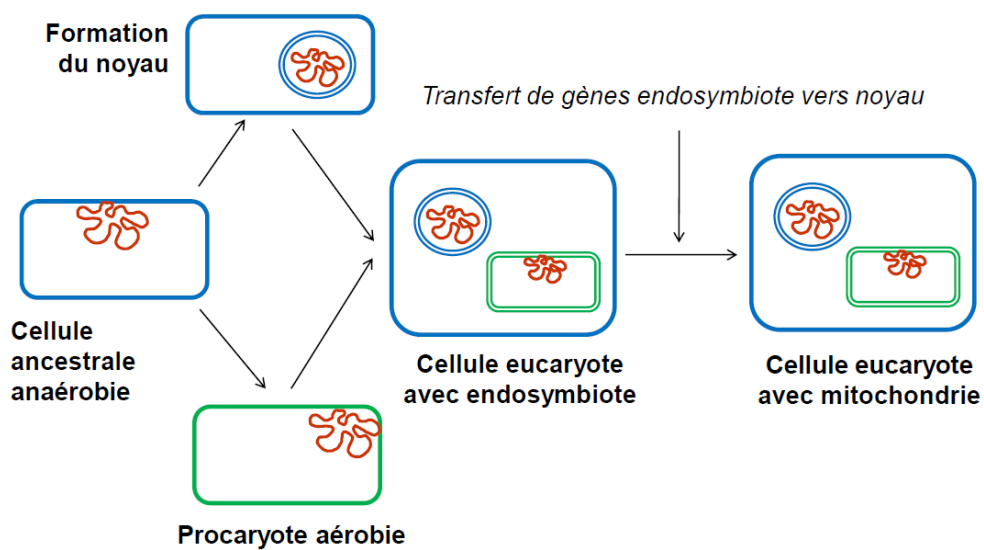 Formation
du noyau
Transfert de gènes endosymbiote vers noyau
Cellule
ancestrale
anaérobie
Cellule eucaryote
avec endosymbiote
Cellule eucaryote
avec mitochondrie
Procaryote aérobie